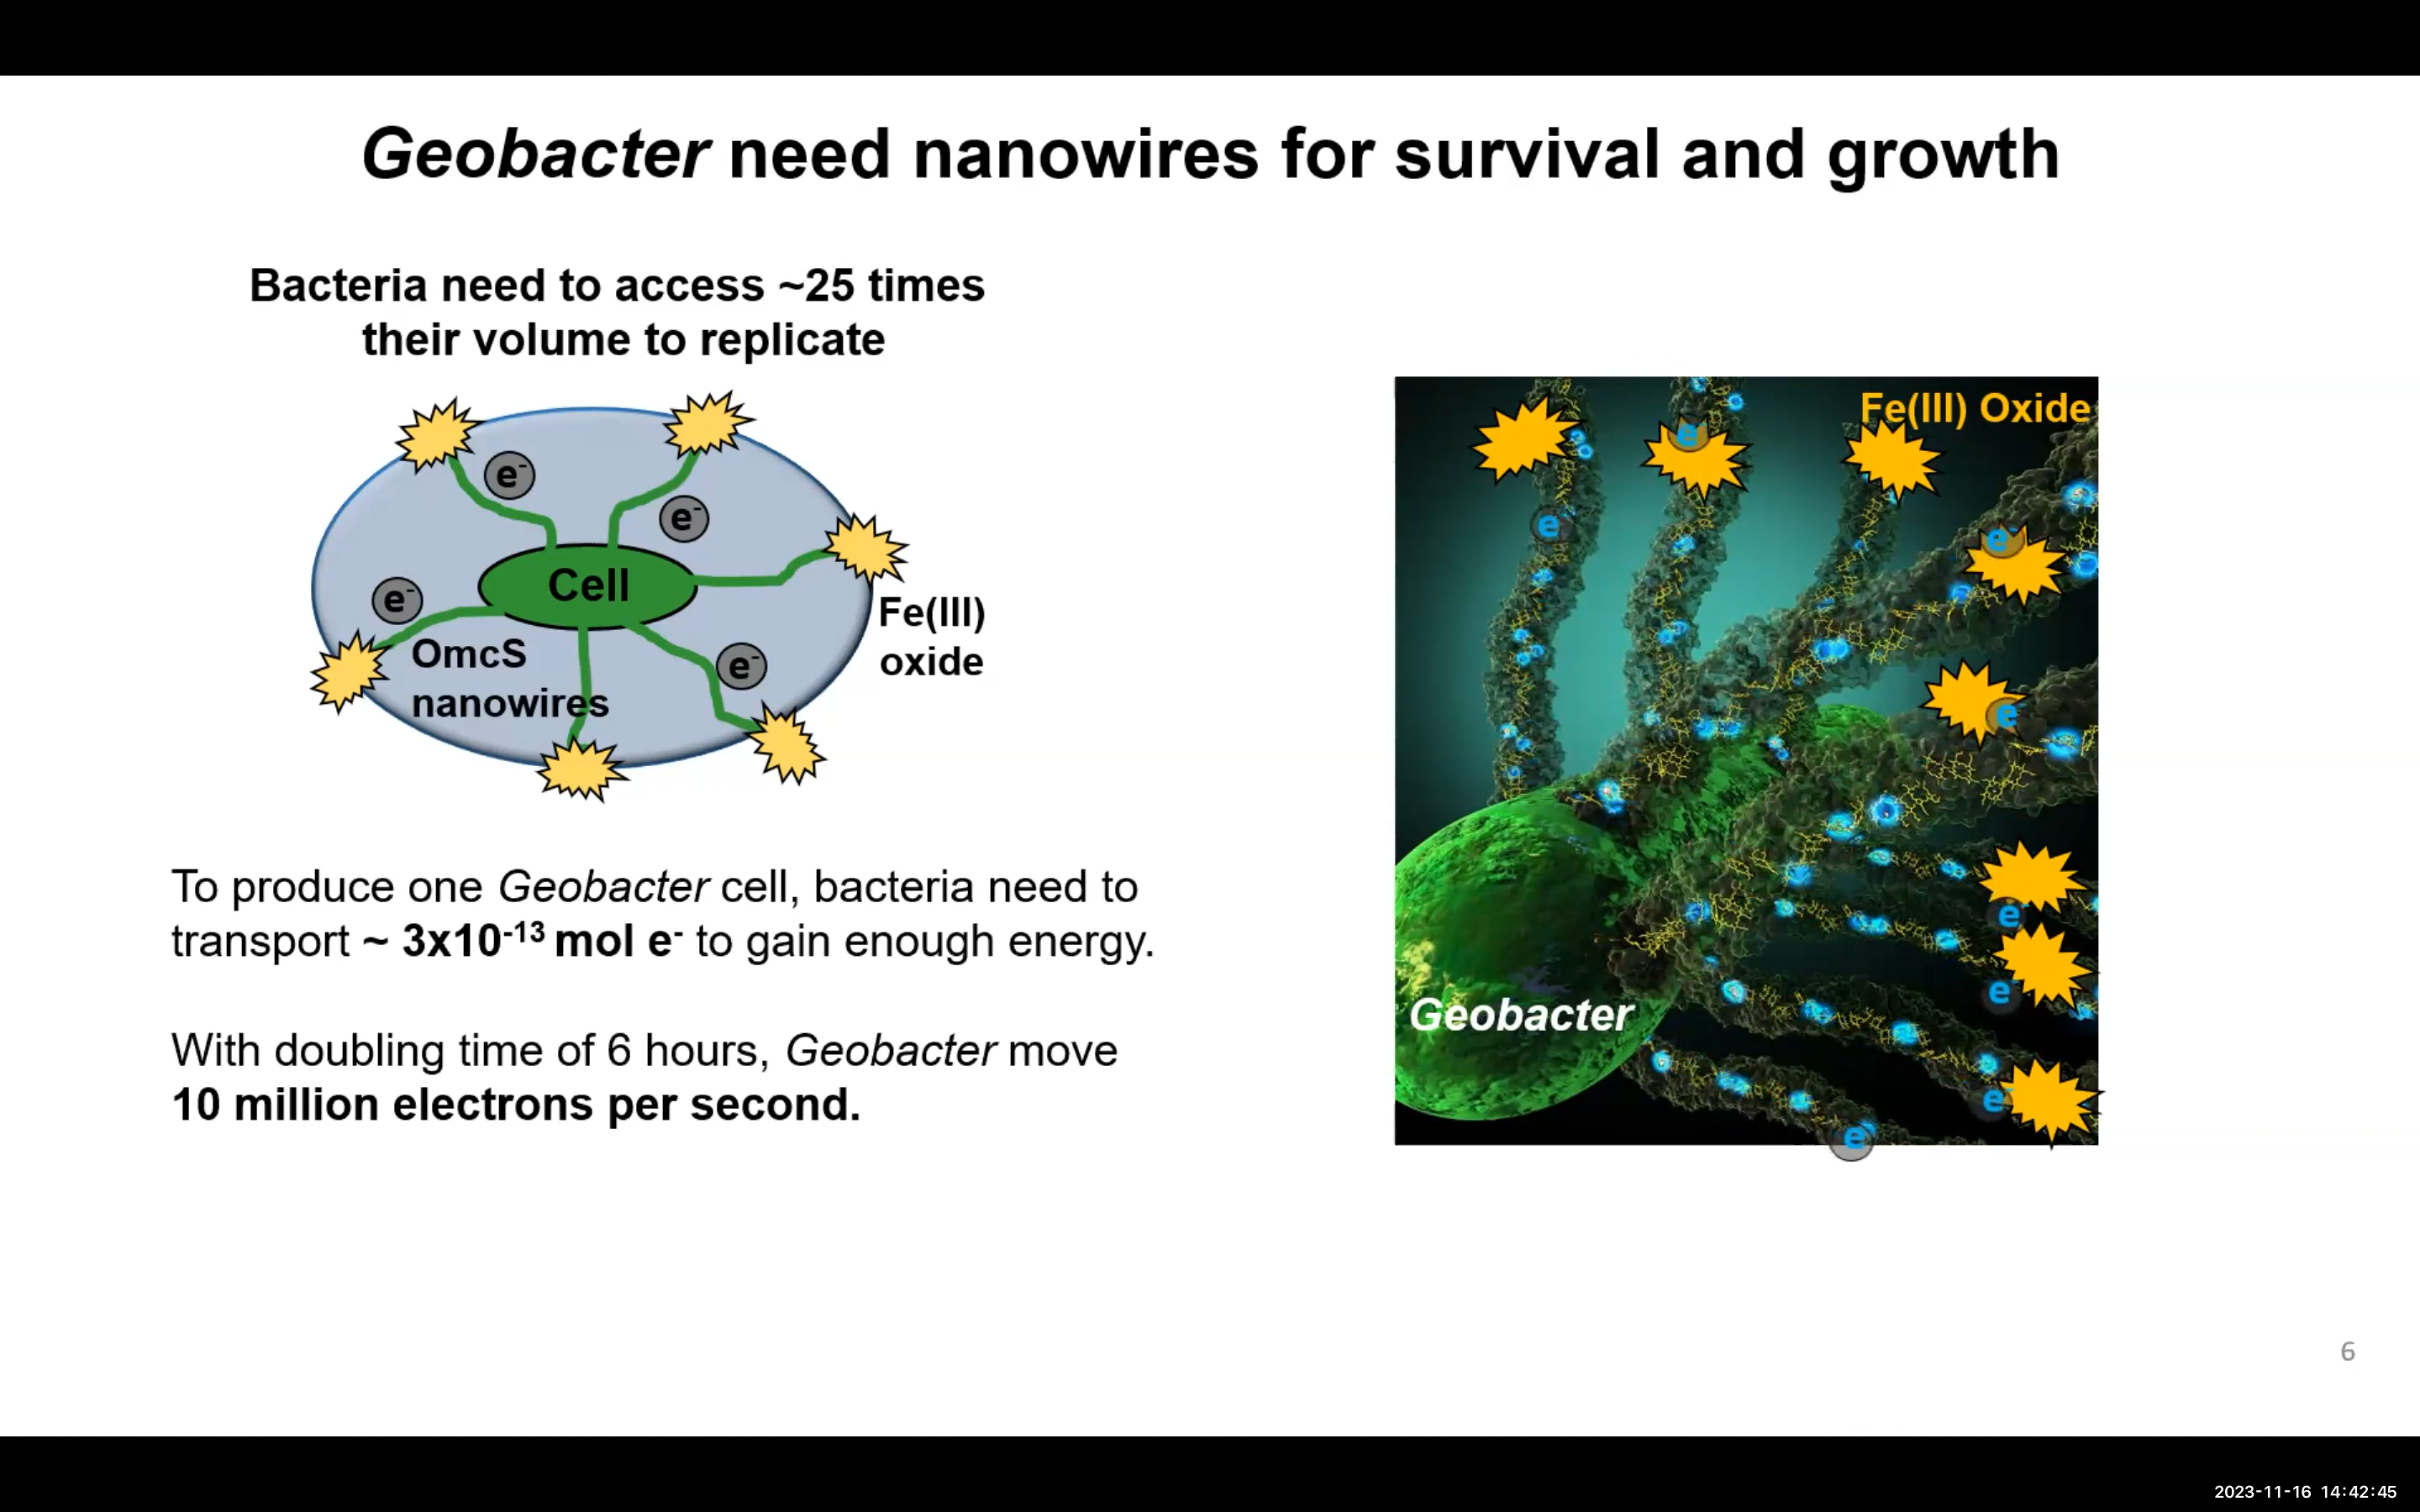 Geobacter need nanowires for survival and growth
Bacteria need to access ~25 times
their volume to replicate
e⁻
e⁻
Cell
e⁻
e⁻
OmcS
nanowires
Fe(III)
oxide
To produce one Geobacter cell, bacteria need to
transport ~ 3x10⁻¹³ mol e⁻ to gain enough energy.
With doubling time of 6 hours, Geobacter move
10 million electrons per second.
Fe(III) Oxide
e⁻
e⁻
e⁻
e⁻
e⁻
e⁻
e⁻
e⁻
Geobacter
6
2023-11-16 14:42:45